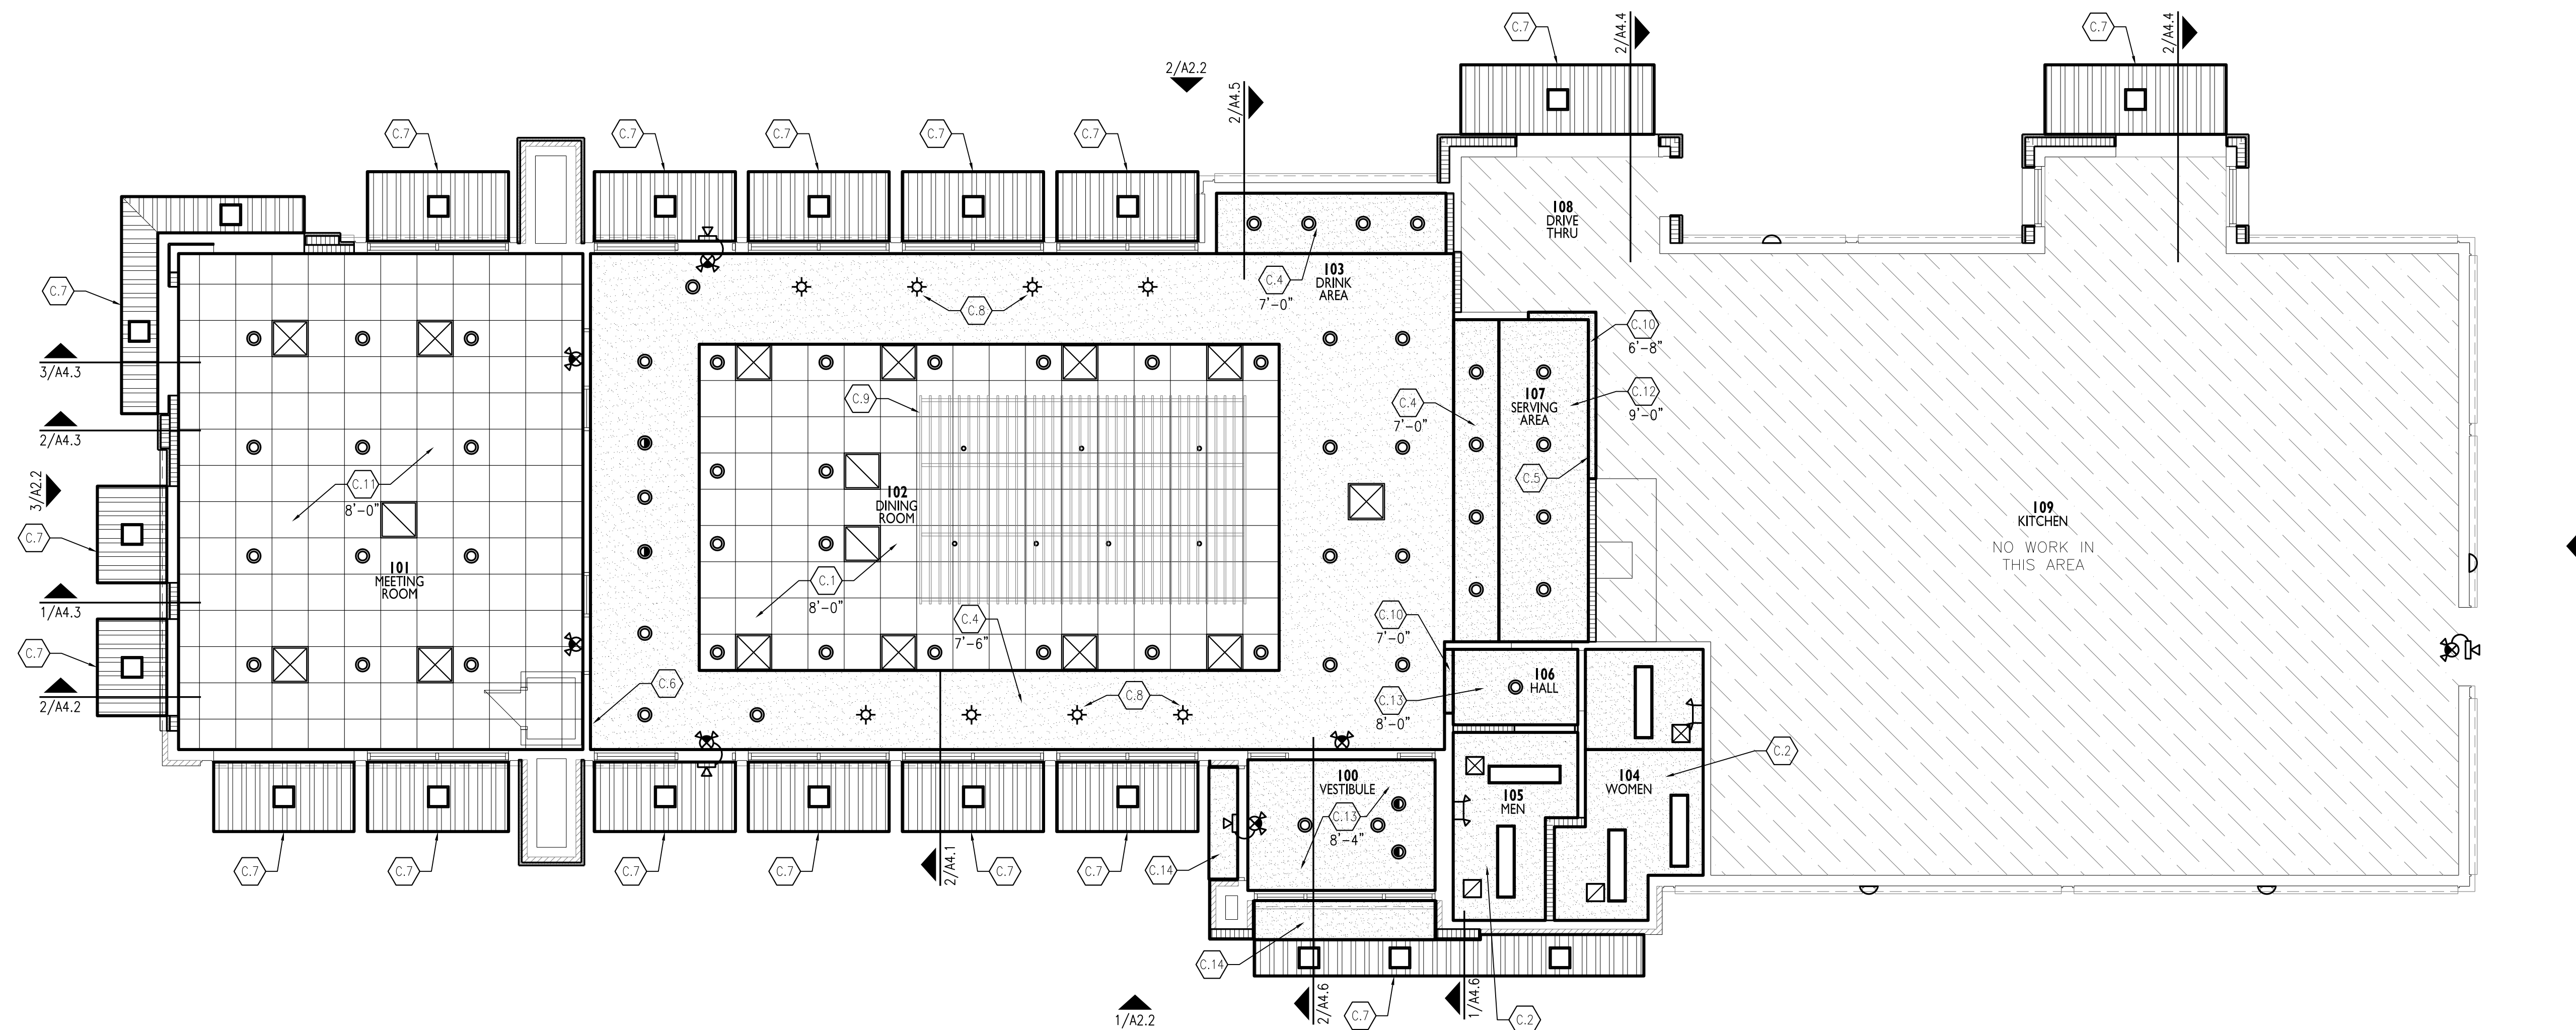 C.7
2/A4.4
C.7
2/A4.4
2/A2.2
2/A4.5
C.7
C.7
C.7
C.7
C.7
108
DRIVE
THRU
103
DRINK
AREA
C.4
7'-0"
C.7
C.8
C.10
6'-8"
3/A4.3
C.9
C.4
7'-0"
107
SERVING
AREA
C.12
9'-0"
2/A4.3
3/A2.2
C.11
8'-0"
102
DINING
ROOM
C.5
109
KITCHEN
NO WORK IN
THIS AREA
C.7
101
MEETING
ROOM
C.1
8'-0"
1/A4.3
C.4
7'-6"
C.10
7'-0"
C.7
C.6
106
HALL
C.13
8'-0"
2/A4.2
C.8
C.2
100
VESTIBULE
104
WOMEN
105
MEN
C.13
8'-4"
C.7
C.7
C.7
C.7
2/A4.1
C.7
C.7
C.14
C.14
2/A4.6
1/A4.6
1/A2.2
C.7
C.2